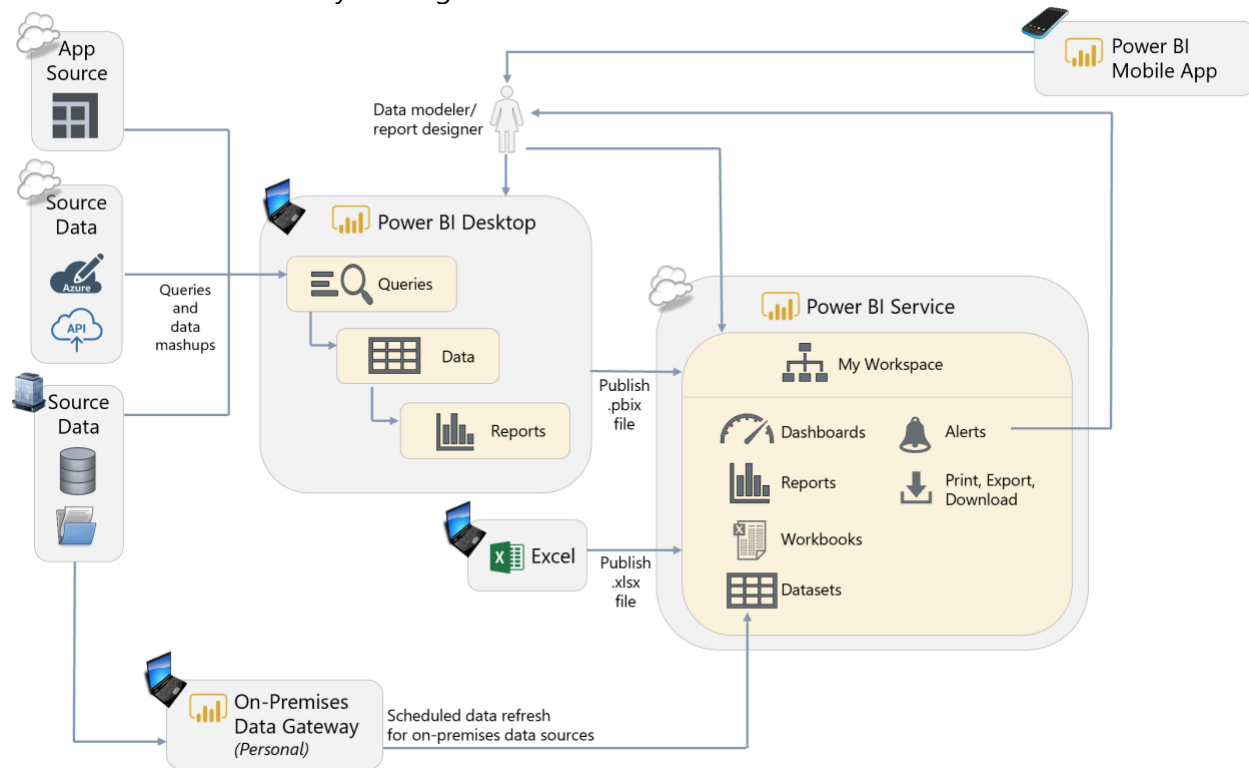 App
Source
Power BI
Mobile App
Data modeler/
report designer
Source
Data
Azure
API
Queries
and
data
mashups
Power BI Desktop
Queries
Data
Reports
Source
Data
Publish
.pbix
file
Power BI Service
My Workspace
Dashboards
Alerts
Reports
Print, Export,
Download
Workbooks
Datasets
X Excel
Publish
.xlsx
file
On-Premises
Data Gateway
(Personal)
Scheduled data refresh
for on-premises data sources